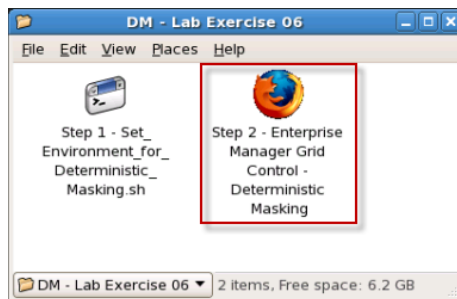 DM - Lab Exercise 06
File Edit View Places Help
Step 1 - Set_
Environment_for_
Deterministic_
Masking.sh
Step 2 - Enterprise
Manager Grid
Control -
Deterministic
Masking
DM - Lab Exercise 06 2 items, Free space: 6.2 GB